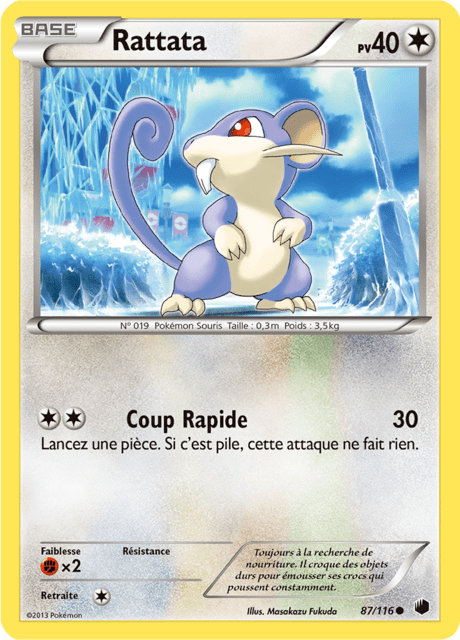 BASE
Rattata
PV40
N° 019 Pokémon Souris Taille : 0,3m Poids : 3,5kg
Coup Rapide 30
Lancez une pièce. Si c'est pile, cette attaque ne fait rien.
Faiblesse Résistance
×2
Retraite
Toujours à la recherche de
nourriture. Il croque des objets
durs pour émousser ses crocs qui
poussent constamment.
©2013 Pokémon
Illus. Masakazu Fukuda 87/116